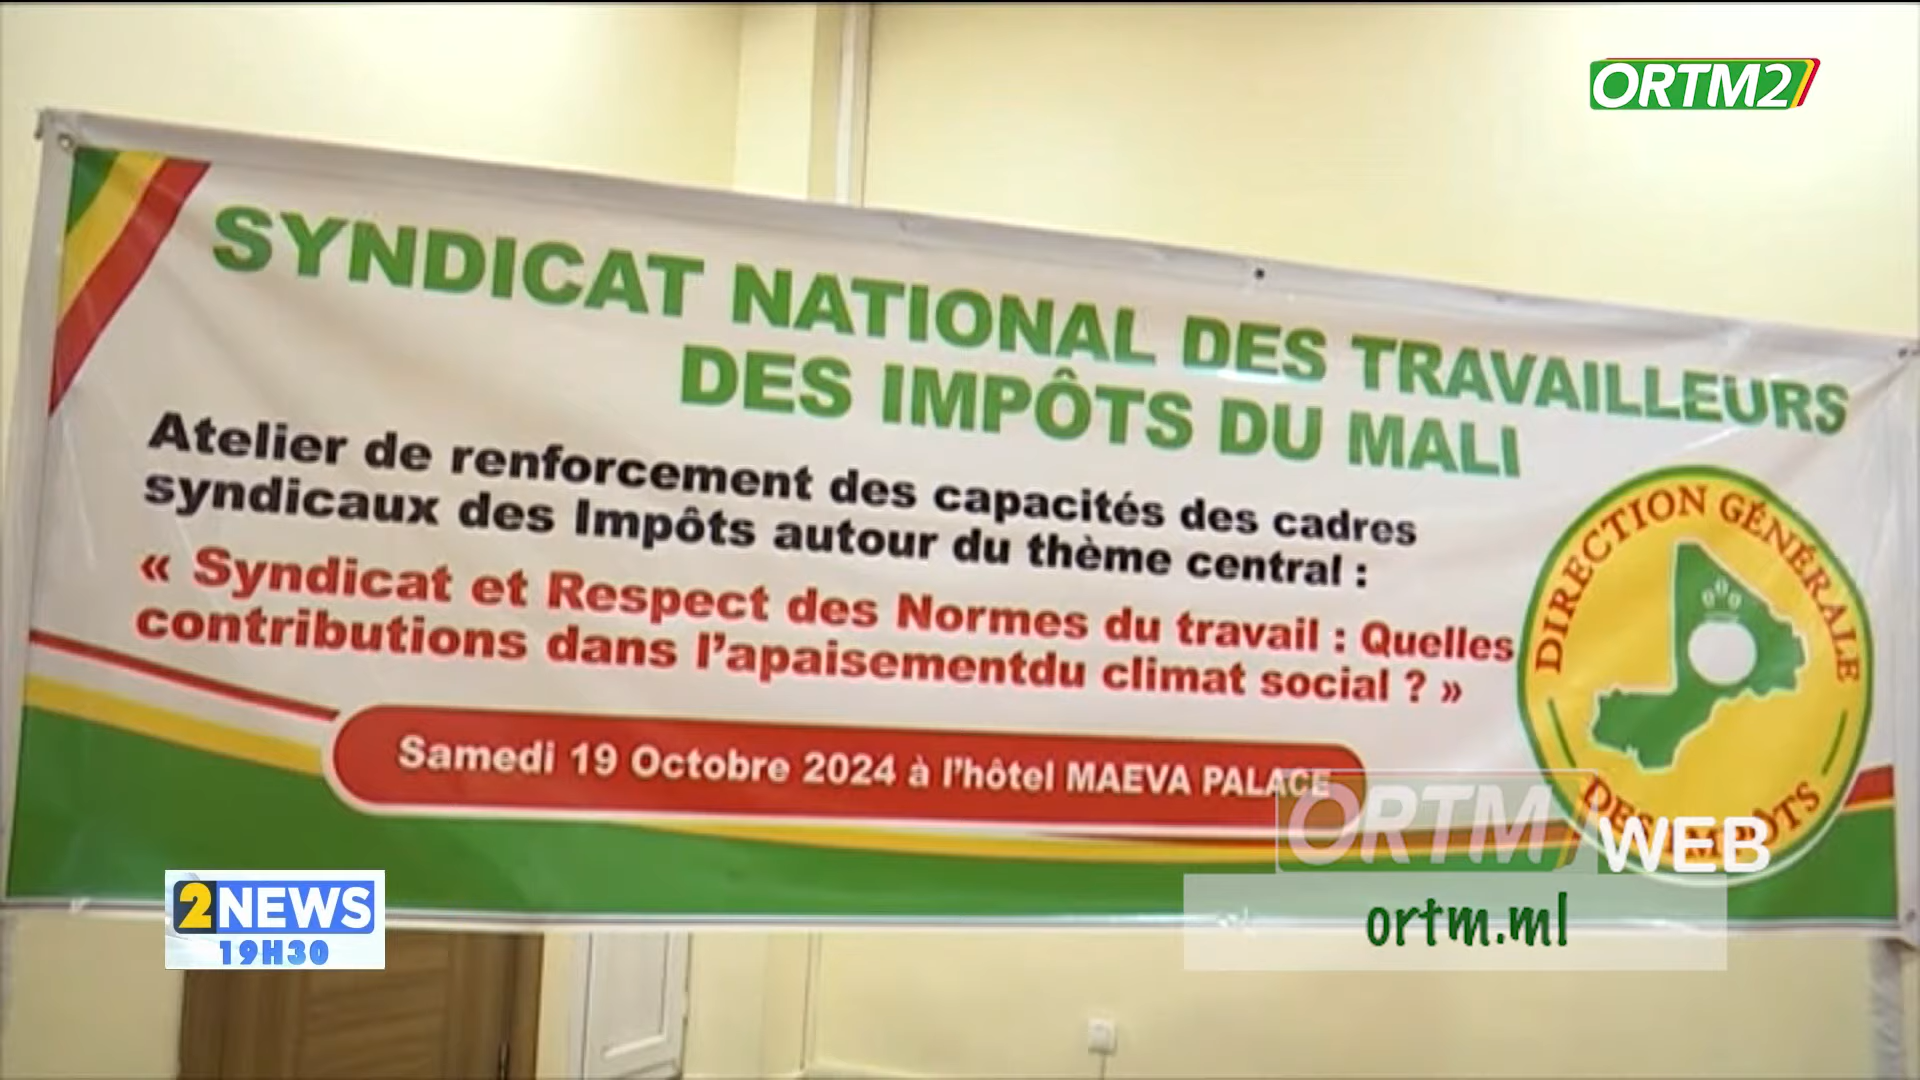 ORTM2
SYNDICAT NATIONAL DES TRAVAILLEURS
DES IMPÔTS DU MALI
Atelier de renforcement des capacités des cadres
syndicaux des Impôts autour du thème central :
« Syndicat et Respect des Normes du travail : Quelles
contributions dans l'apaisementdu climat social ? »
Samedi 19 Octobre 2024 à l'hôtel MAEVA PALACE
DIRECTION GÉNÉRALE
DES IMPÔTS
ORTM WEB
ortm.ml
2NEWS
19H30